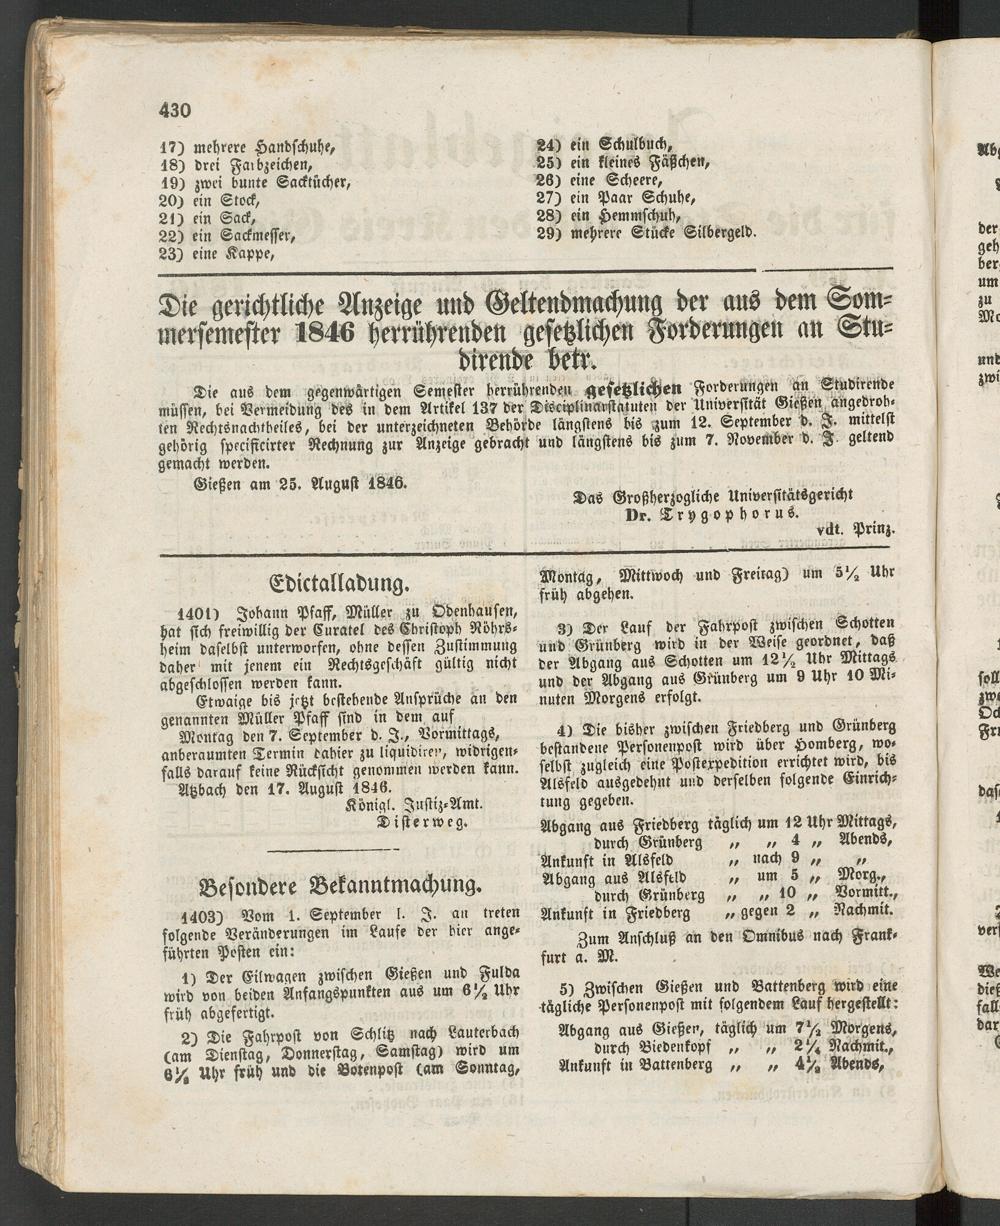 430
17) mehrere Handschuhe,
18) drei Farbzeichen,
19) zwei bunte Sacktücher,
20) ein Stock,
21) ein Sack,
22) ein Sackmesser,
23) eine Kappe,
24) ein Schulbuch,
25) ein kleines Fäßchen,
26) eine Scheere,
27) ein Paar Schuhe,
28) ein Hemmschuh,
29) mehrere Stücke Silbergeld.
Die gerichtliche Anzeige und Geltendmachung der aus dem Som-
mersemester 1846 herrührenden gesetzlichen Forderungen an Stu-
dirende betr.
Die aus dem gegenwärtigen Semester herrührenden gesetzlichen Forderungen an Studirende
müssen, bei Vermeidung des in dem Artikel 137 der Disciplinarstatuten der Universität Gießen angedroh-
ten Rechtsnachtheiles, bei der unterzeichneten Behörde längstens bis zum 12. September d. J. mittelst
gehörig specificirter Rechnung zur Anzeige gebracht und längstens bis zum 7. November d. J. geltend
gemacht werden.
Gießen am 25. August 1846.
Das Großherzogliche Universitätsgericht
Dr. Trygophorus.
vdt. Prinz.
Edictalladung.
1401) Johann Pfaff, Müller zu Odenhausen,
hat sich freiwillig der Curatel des Christoph Röhrs-
heim daselbst unterworfen, ohne dessen Zustimmung
daher mit jenem ein Rechtsgeschäft gültig nicht
abgeschlossen werden kann.
Etwaige bis jetzt bestehende Ansprüche an den
genannten Müller Pfaff sind in dem auf
Montag den 7. September d. J., Vormittags,
anberaumten Termin dahier zu liquidiren, widrigen-
falls darauf keine Rücksicht genommen werden kann.
Atzbach den 17. August 1846.
Königl. Justiz-Amt.
Disterweg.
Besondere Bekanntmachung.
1403) Vom 1. September l. J. an treten
folgende Veränderungen im Laufe der hier ange-
führten Posten ein:
1) Der Eilwagen zwischen Gießen und Fulda
wird von beiden Anfangspunkten aus um 6½ Uhr
früh abgefertigt.
2) Die Fahrpost von Schlitz nach Lauterbach
(am Dienstag, Donnerstag, Samstag) wird um
6½ Uhr früh und die Botenpost (am Sonntag,
Montag, Mittwoch und Freitag) um 5½ Uhr
früh abgehen.
3) Der Lauf der Fahrpost zwischen Schotten
und Grünberg wird in der Weise geordnet, daß
der Abgang aus Schotten um 12½ Uhr Mittags
und der Abgang aus Grünberg um 9 Uhr 10 Mi-
nuten Morgens erfolgt.
4) Die bisher zwischen Friedberg und Grünberg
bestandene Personenpost wird über Homberg, wo-
selbst zugleich eine Postexpedition errichtet wird, bis
Alsfeld ausgedehnt und derselben folgende Einrich-
tung gegeben.
Abgang aus Friedberg täglich um 12 Uhr Mittags,
durch Grünberg „ „ 4 „ Abends,
Ankunft in Alsfeld „ nach 9 „ „
Abgang aus Alsfeld „ um 5 „ Morg.,
durch Grünberg „ „ 10 „ Vormitt.,
Ankunft in Friedberg „ gegen 2 „ Nachmit.
Zum Anschluß an den Omnibus nach Frank-
furt a. M.
5) Zwischen Gießen und Battenberg wird eine
tägliche Personenpost mit folgendem Lauf hergestellt:
Abgang aus Gießen, täglich um 7½ Morgens,
durch Biedenkopf „ „ 2¼ Nachmit.,
Ankunft in Battenberg „ „ 4½ Abends,